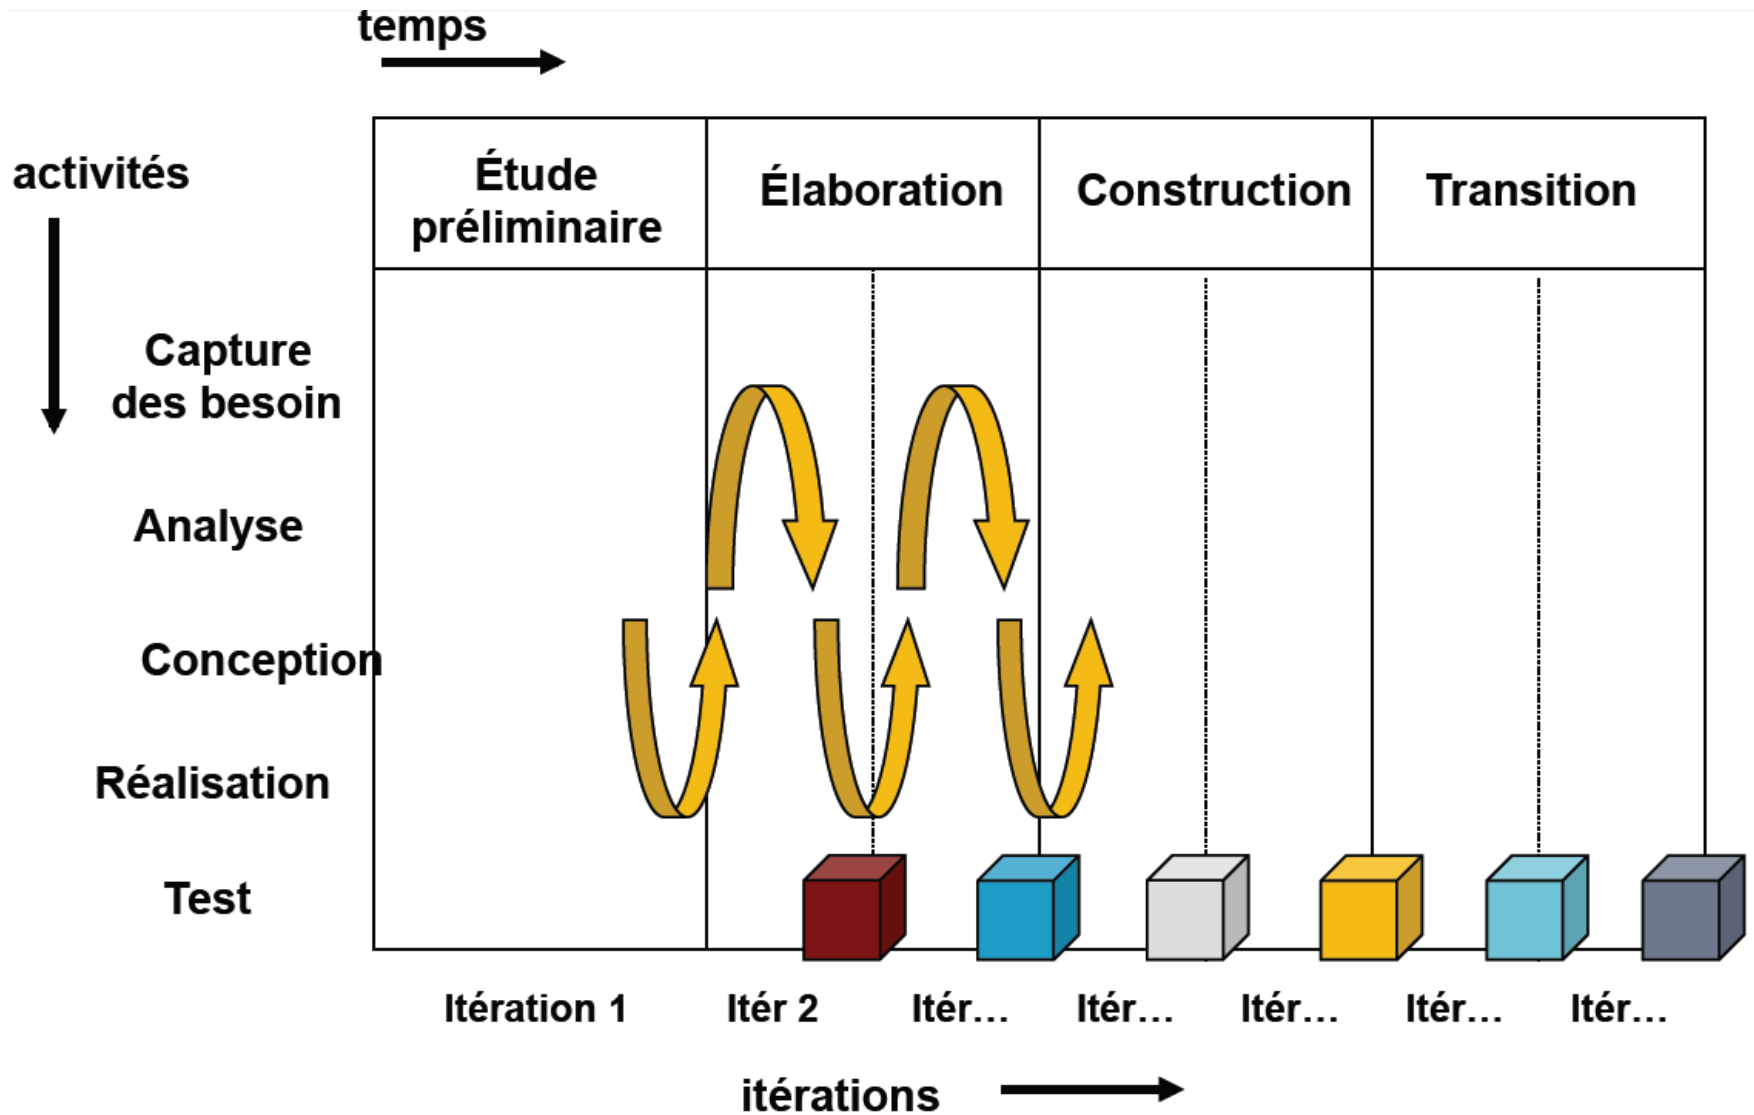 temps
activités
Étude
préliminaire
Élaboration
Construction
Transition
Capture
des besoin
Analyse
Conception
Réalisation
Test
Itération 1
Itér 2
Itér...
Itér...
Itér...
Itér...
Itér...
itérations